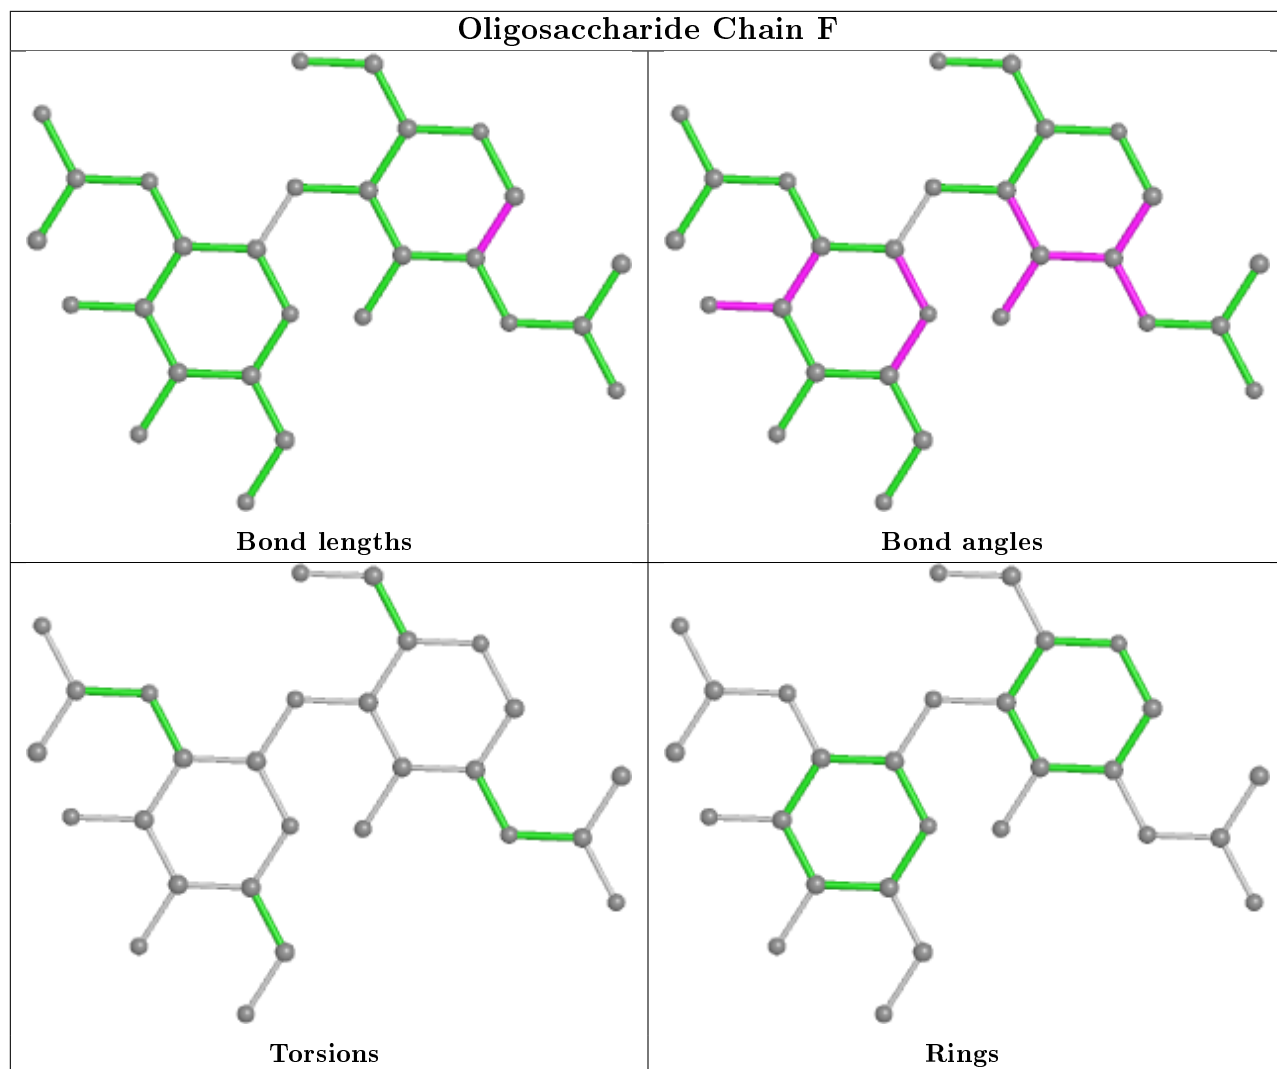 Oligosaccharide Chain F
Bond lengths
Bond angles
Torsions
Rings